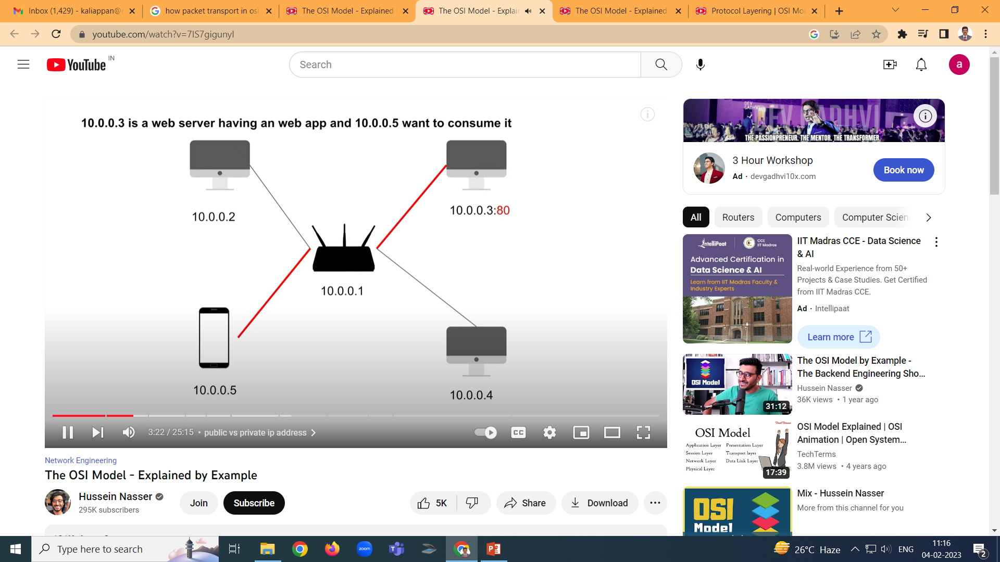 Inbox (1,429) - kaliappan@r
how packet transport in osi
The OSI Model - Explained
The OSI Model - Explain
The OSI Model - Explained
Protocol Layering | OSI Mo
youtube.com/watch?v=7IS7gigunyI
YouTube IN
Search
a
10.0.0.3 is a web server having an web app and 10.0.0.5 want to consume it
10.0.0.2
10.0.0.3:80
10.0.0.1
10.0.0.5
10.0.0.4
3:22 / 25:15 • public vs private ip address
CC
Network Engineering
The OSI Model - Explained by Example
Hussein Nasser
295K subscribers
Join
Subscribe
5K
Share
Download
DEV
GADHVI
DEV GADHVI
THE PASSIONPRENEUR. THE MENTOR. THE TRANSFORMER.
3 Hour Workshop
Ad · devgadhvi10x.com
Book now
All
Routers
Computers
Computer Scien
IntelliPaat
CCE
IIT Madras
Advanced Certification in
Data Science & AI
Learn from IIT Madras Faculty &
Industry Experts
IIT Madras CCE - Data Science
& AI
Real-world Experience from 50+
Projects & Case Studies. Get Certified
from IIT Madras CCE.
Ad · Intellipaat
Learn more
OSI Model
31:12
The OSI Model by Example -
The Backend Engineering Sho...
Hussein Nasser
36K views • 1 year ago
OSI Model
Application Layer Presentation Layer
Session Layer Transport layer
Network Layer Data Link Layer
Physical Layer
17:39
OSI Model Explained | OSI
Animation | Open System...
TechTerms
3.8M views • 4 years ago
OSI
Model
Mix - Hussein Nasser
More from this channel for you
Type here to search
zoom
26°C Haze
ENG
11:16
04-02-2023
2